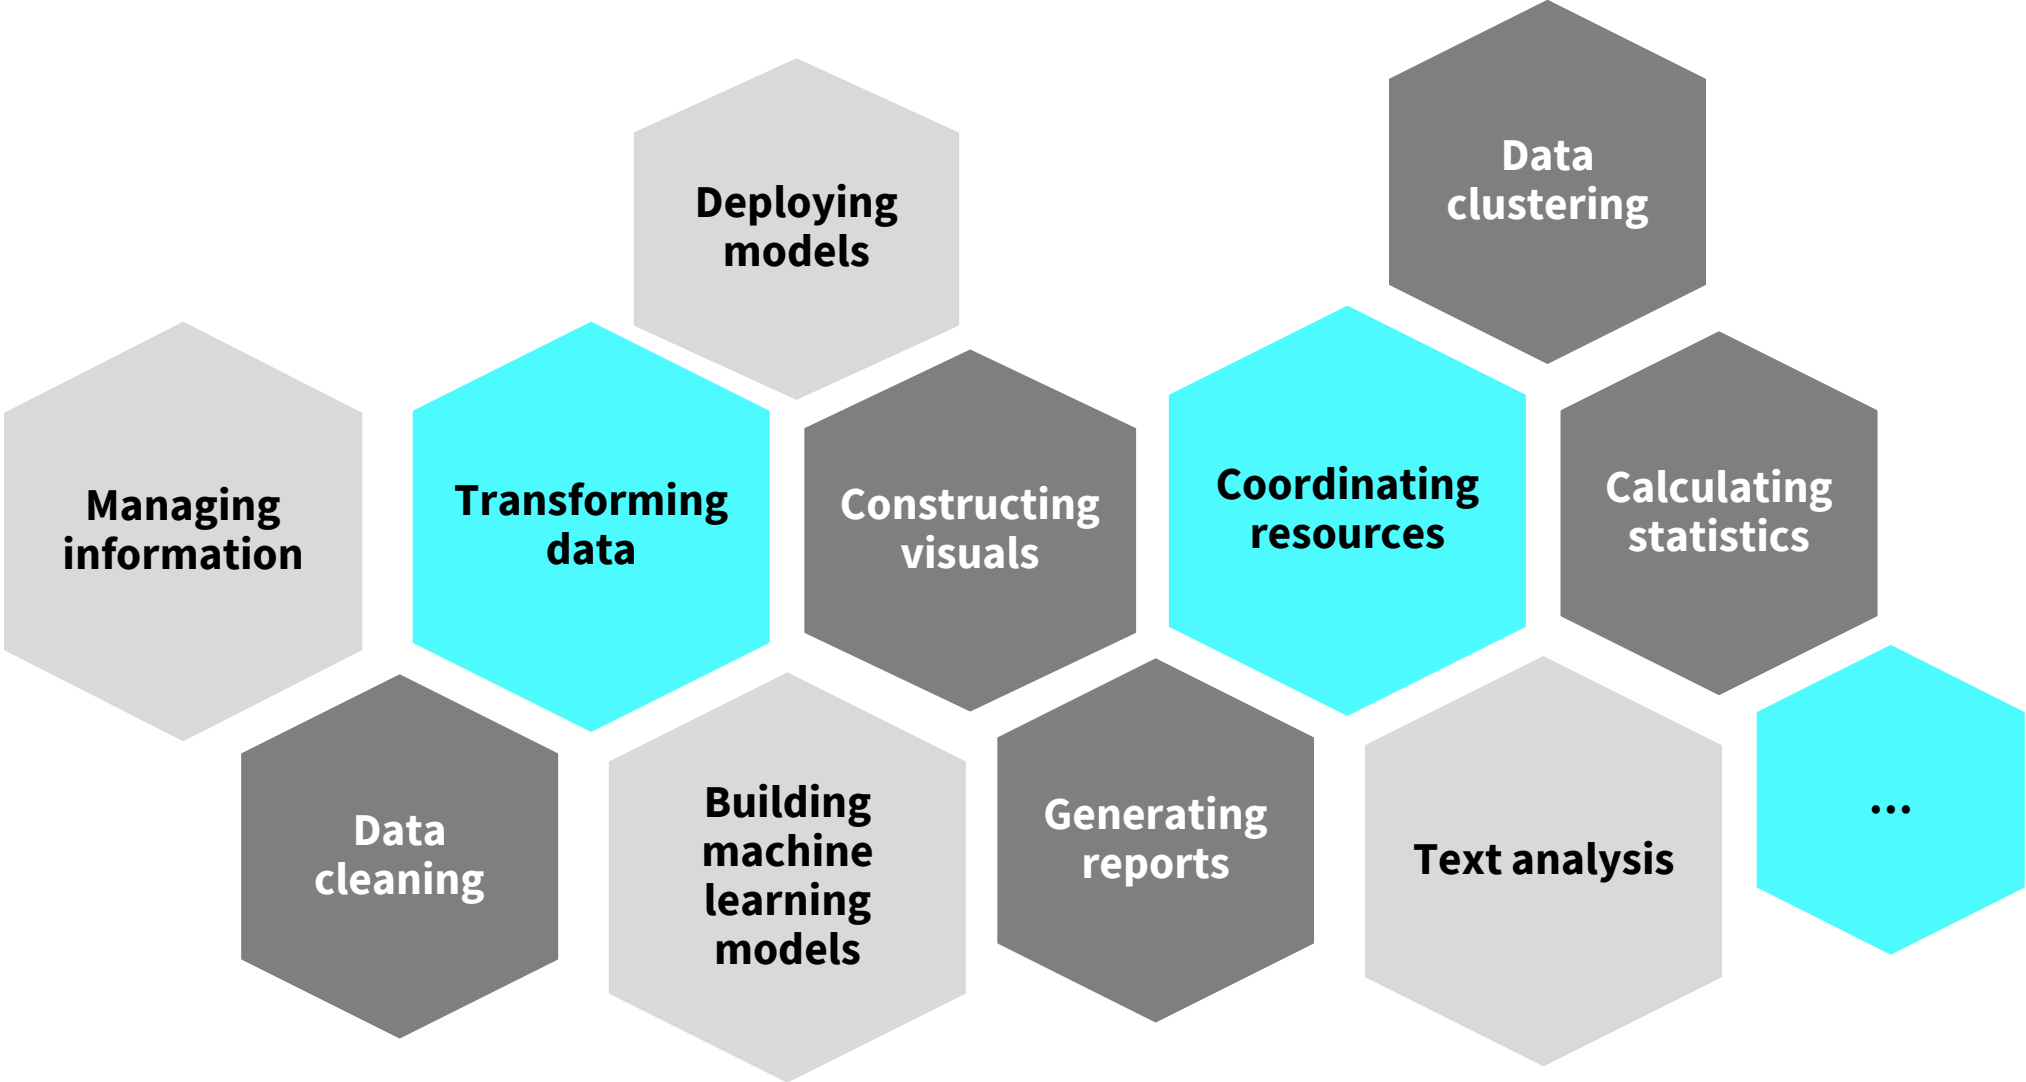 Data
clustering
Deploying
models
Managing
information
Transforming
data
Constructing
visuals
Coordinating
resources
Calculating
statistics
Data
cleaning
Building
machine
learning
models
Generating
reports
Text analysis
...